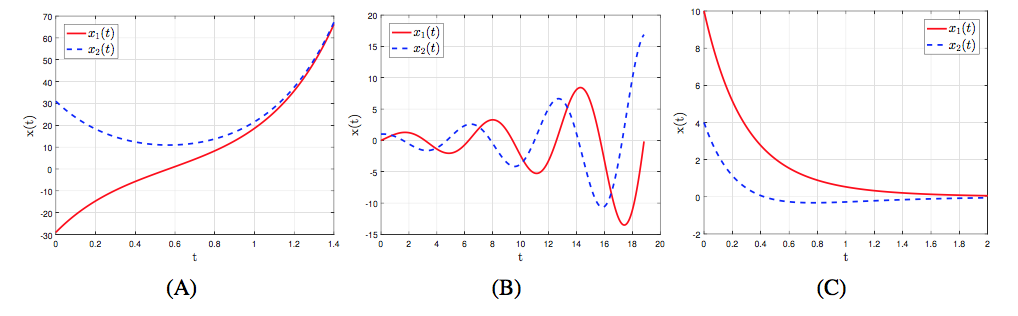 70
60
50
40
30
20
10
0
-10
-20
-30
x(t)
x₁(t)
x₂(t)
0 0.2 0.4 0.6 0.8 1 1.2 1.4
t
(A)
20
15
10
5
0
-5
-10
-15
x(t)
x₁(t)
x₂(t)
0 2 4 6 8 10 12 14 16 18 20
t
(B)
10
8
6
4
2
0
-2
x(t)
x₁(t)
x₂(t)
0 0.2 0.4 0.6 0.8 1 1.2 1.4 1.6 1.8 2
t
(C)